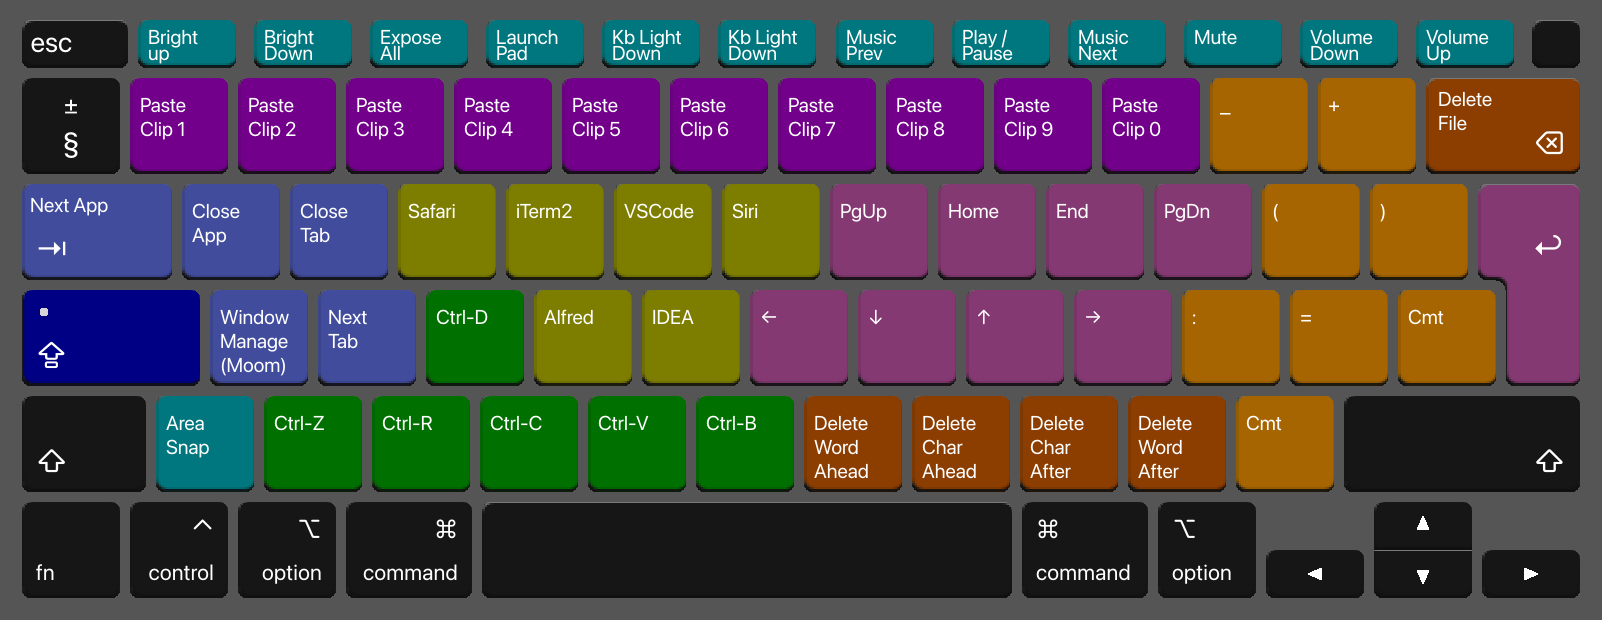 esc
Bright
up
Bright
Down
Expose
All
Launch
Pad
Kb Light
Down
Kb Light
Down
Music
Prev
Play /
Pause
Music
Next
Mute
Volume
Down
Volume
Up
±
§
Paste
Clip 1
Paste
Clip 2
Paste
Clip 3
Paste
Clip 4
Paste
Clip 5
Paste
Clip 6
Paste
Clip 7
Paste
Clip 8
Paste
Clip 9
Paste
Clip 0
_
+
Delete
File
⌫
Next App
⇥
Close
App
Close
Tab
Safari
iTerm2
VSCode
Siri
PgUp
Home
End
PgDn
(
)
↩
⇪
Window
Manage
(Moom)
Next
Tab
Ctrl-D
Alfred
IDEA
←
↓
↑
→
:
=
Cmt
⇧
Area
Snap
Ctrl-Z
Ctrl-R
Ctrl-C
Ctrl-V
Ctrl-B
Delete
Word
Ahead
Delete
Char
Ahead
Delete
Char
After
Delete
Word
After
Cmt
⇧
fn
^
control
⌥
option
⌘
command
⌘
command
⌥
option
◀
▲
▼
▶